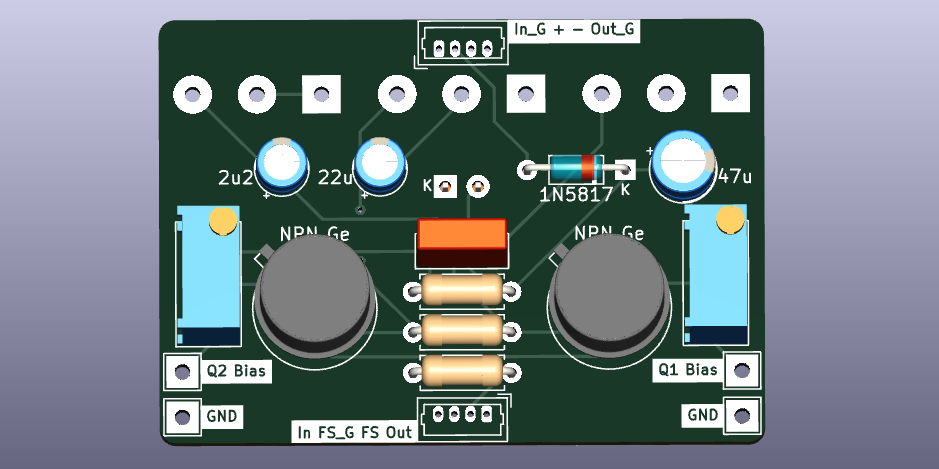 In_G + - Out_G
2u2
+
22u
+
K
1N5817
K
+
47u
NPN Ge
NPN Ge
Q2 Bias
Q1 Bias
GND
GND
In FS_G FS Out